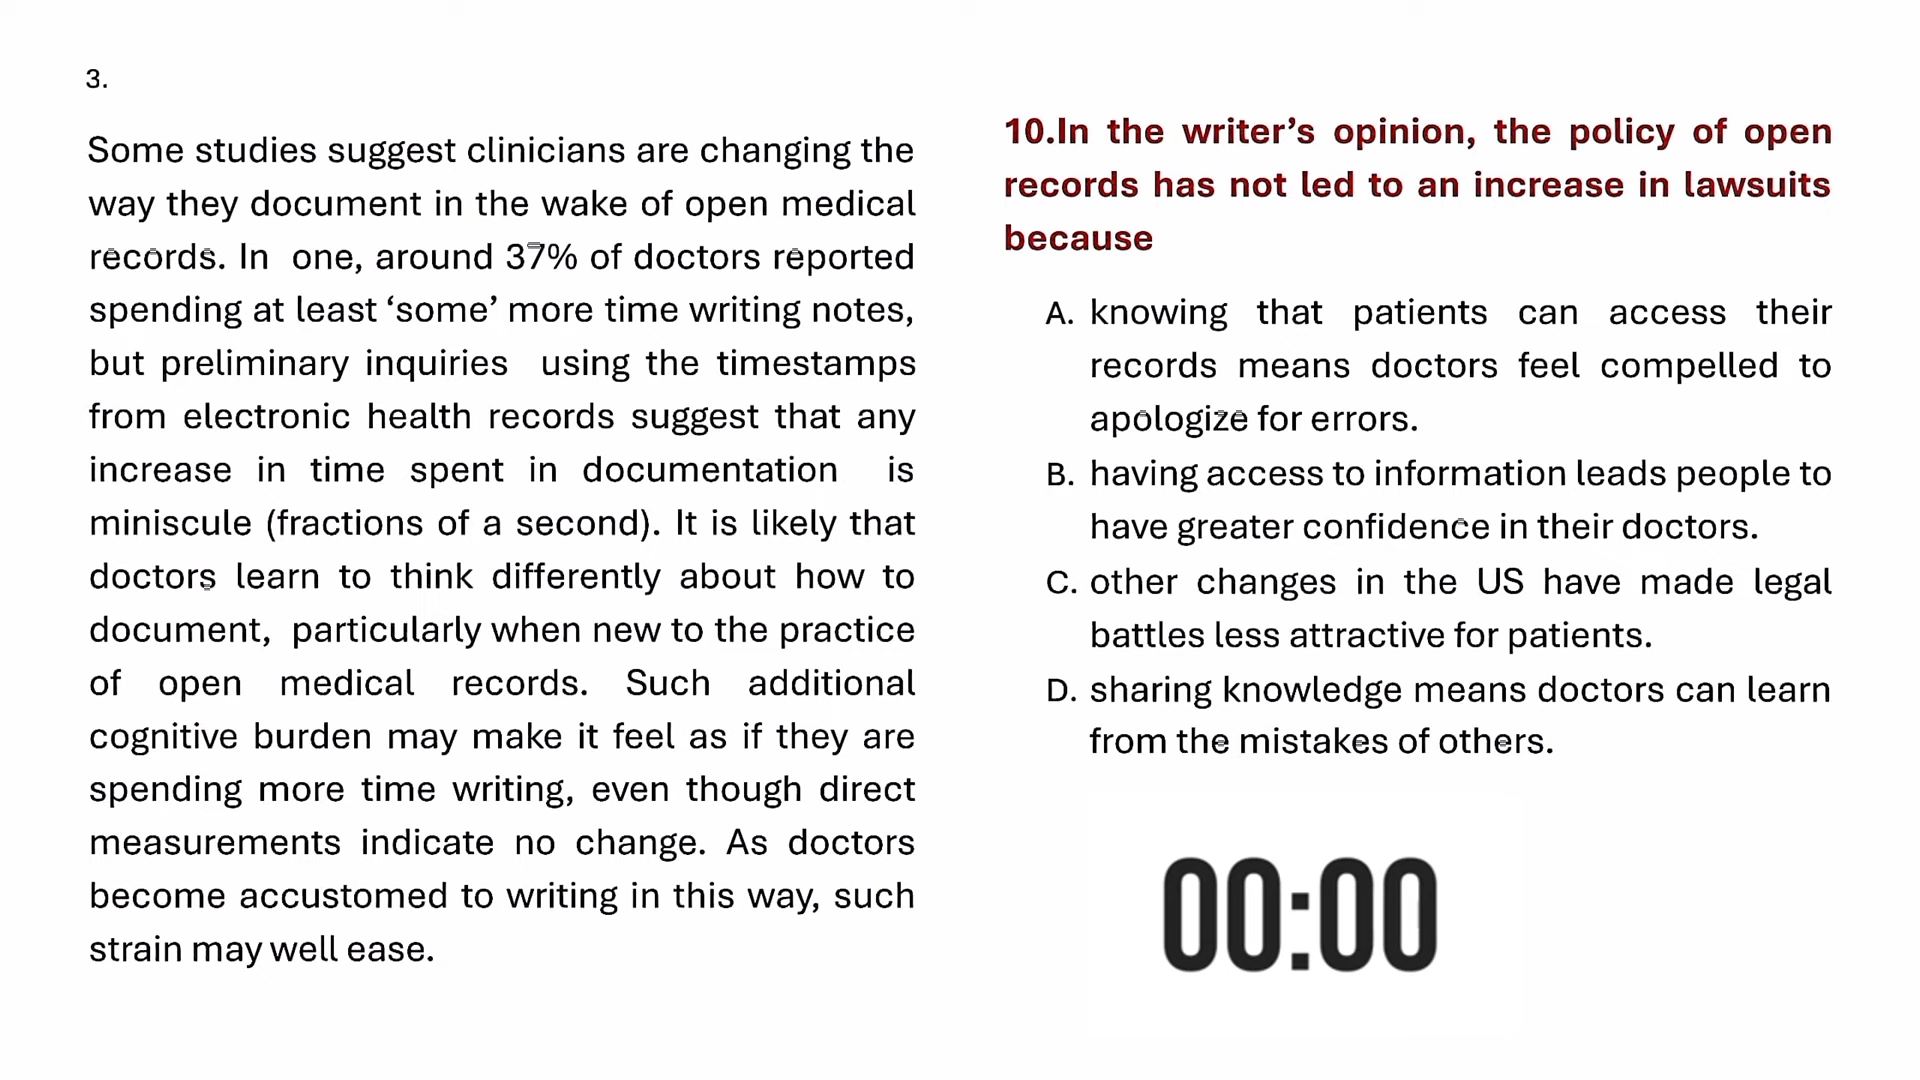 3.
Some studies suggest clinicians are changing the
way they document in the wake of open medical
records. In one, around 37% of doctors reported
spending at least ‘some’ more time writing notes,
but preliminary inquiries using the timestamps
from electronic health records suggest that any
increase in time spent in documentation is
miniscule (fractions of a second). It is likely that
doctors learn to think differently about how to
document, particularly when new to the practice
of open medical records. Such additional
cognitive burden may make it feel as if they are
spending more time writing, even though direct
measurements indicate no change. As doctors
become accustomed to writing in this way, such
strain may well ease.
10.In the writer’s opinion, the policy of open
records has not led to an increase in lawsuits
because
A. knowing that patients can access their
records means doctors feel compelled to
apologize for errors.
B. having access to information leads people to
have greater confidence in their doctors.
C. other changes in the US have made legal
battles less attractive for patients.
D. sharing knowledge means doctors can learn
from the mistakes of others.
00:00